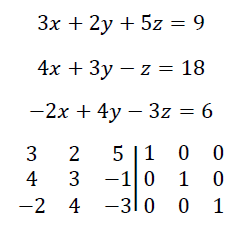 3x + 2y + 5z = 9
4x + 3y − z = 18
−2x + 4y − 3z = 6
3 2 5 | 1 0 0
4 3 −1 | 0 1 0
−2 4 −3 | 0 0 1